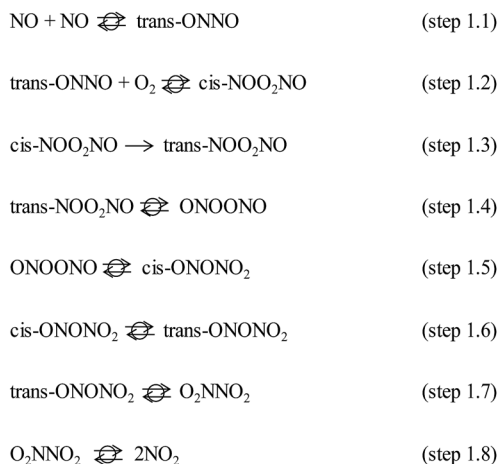 NO + NO ⇌ trans-ONNO (step 1.1)
trans-ONNO + O₂ ⇌ cis-NOO₂NO (step 1.2)
cis-NOO₂NO → trans-NOO₂NO (step 1.3)
trans-NOO₂NO ⇌ ONOONO (step 1.4)
ONOONO ⇌ cis-ONONO₂ (step 1.5)
cis-ONONO₂ ⇌ trans-ONONO₂ (step 1.6)
trans-ONONO₂ ⇌ O₂NNO₂ (step 1.7)
O₂NNO₂ ⇌ 2NO₂ (step 1.8)